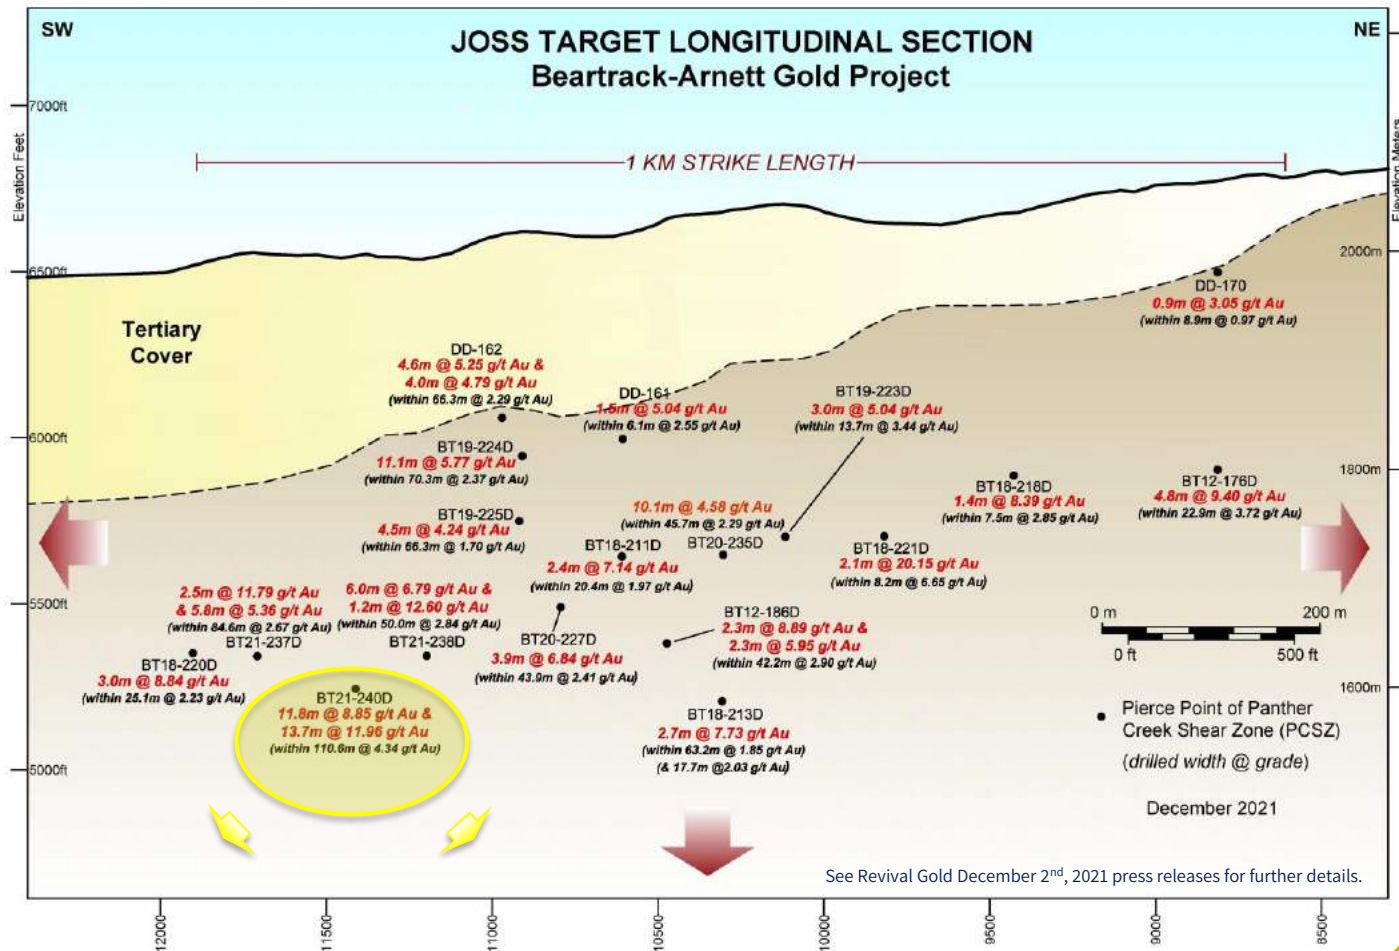 SW
NE
JOSS TARGET LONGITUDINAL SECTION
Beartrack-Arnett Gold Project
7000ft
Elevation Feet
Elevation Meters
1 KM STRIKE LENGTH
6500ft
2000m
DD-170
0.9m @ 3.05 g/t Au
(within 8.9m @ 0.97 g/t Au)
Tertiary
Cover
DD-162
4.6m @ 5.25 g/t Au &
4.0m @ 4.79 g/t Au
(within 66.3m @ 2.29 g/t Au)
DD-161
1.5m @ 5.04 g/t Au
(within 6.1m @ 2.55 g/t Au)
BT19-223D
3.0m @ 5.04 g/t Au
(within 13.7m @ 3.44 g/t Au)
6000ft
BT19-224D
11.1m @ 5.77 g/t Au
(within 70.3m @ 2.37 g/t Au)
1800m
BT18-218D
1.4m @ 8.39 g/t Au
(within 7.5m @ 2.85 g/t Au)
BT12-176D
4.8m @ 9.40 g/t Au
(within 22.9m @ 3.72 g/t Au)
BT19-225D
4.5m @ 4.24 g/t Au
(within 66.3m @ 1.70 g/t Au)
10.1m @ 4.58 g/t Au
(within 45.7m @ 2.29 g/t Au)
BT20-235D
BT18-211D
2.4m @ 7.14 g/t Au
(within 20.4m @ 1.97 g/t Au)
BT18-221D
2.1m @ 20.15 g/t Au
(within 8.2m @ 6.65 g/t Au)
5500ft
2.5m @ 11.79 g/t Au
& 5.8m @ 5.36 g/t Au
(within 84.6m @ 2.67 g/t Au)
BT21-237D
6.0m @ 6.79 g/t Au &
1.2m @ 12.60 g/t Au
(within 50.0m @ 2.84 g/t Au)
BT21-238D
BT20-227D
3.9m @ 6.84 g/t Au
(within 43.9m @ 2.41 g/t Au)
BT12-186D
2.3m @ 8.89 g/t Au &
2.3m @ 5.95 g/t Au
(within 42.2m @ 2.90 g/t Au)
0 m 200 m
0 ft 500 ft
BT18-220D
3.0m @ 8.84 g/t Au
(within 25.1m @ 2.23 g/t Au)
BT21-240D
11.8m @ 8.85 g/t Au &
13.7m @ 11.96 g/t Au
(within 110.6m @ 4.34 g/t Au)
BT18-213D
2.7m @ 7.73 g/t Au
(within 63.2m @ 1.85 g/t Au)
(& 17.7m @2.03 g/t Au)
1600m
Pierce Point of Panther
Creek Shear Zone (PCSZ)
(drilled width @ grade)
5000ft
December 2021
See Revival Gold December 2nd, 2021 press releases for further details.
12000 11500 11000 10500 10000 9500 9000 8500